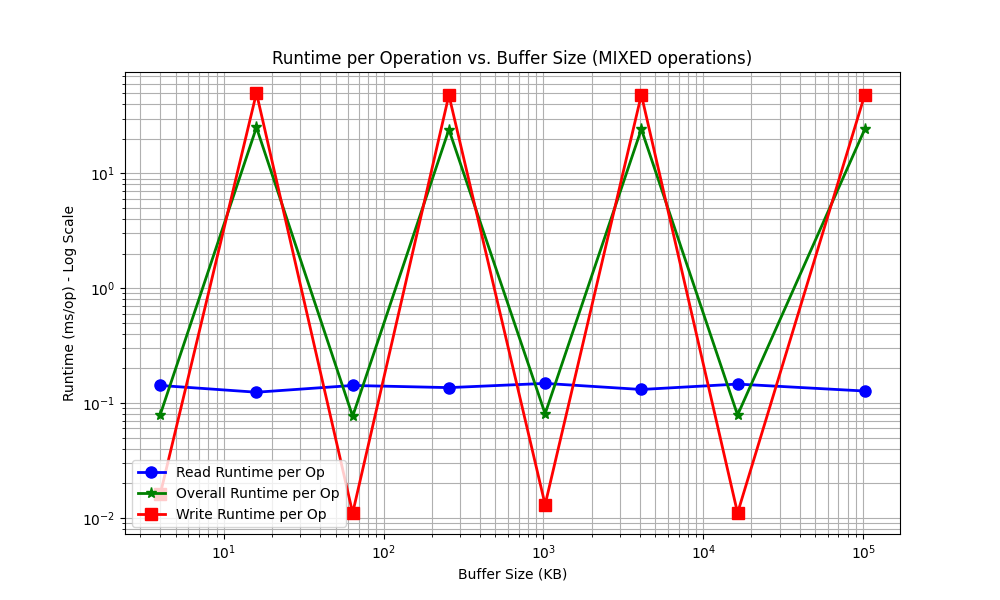 Runtime per Operation vs. Buffer Size (MIXED operations)
Runtime (ms/op) - Log Scale
10¹
10⁰
10⁻¹
10⁻²
Read Runtime per Op
Overall Runtime per Op
Write Runtime per Op
10¹ 10² 10³ 10⁴ 10⁵
Buffer Size (KB)